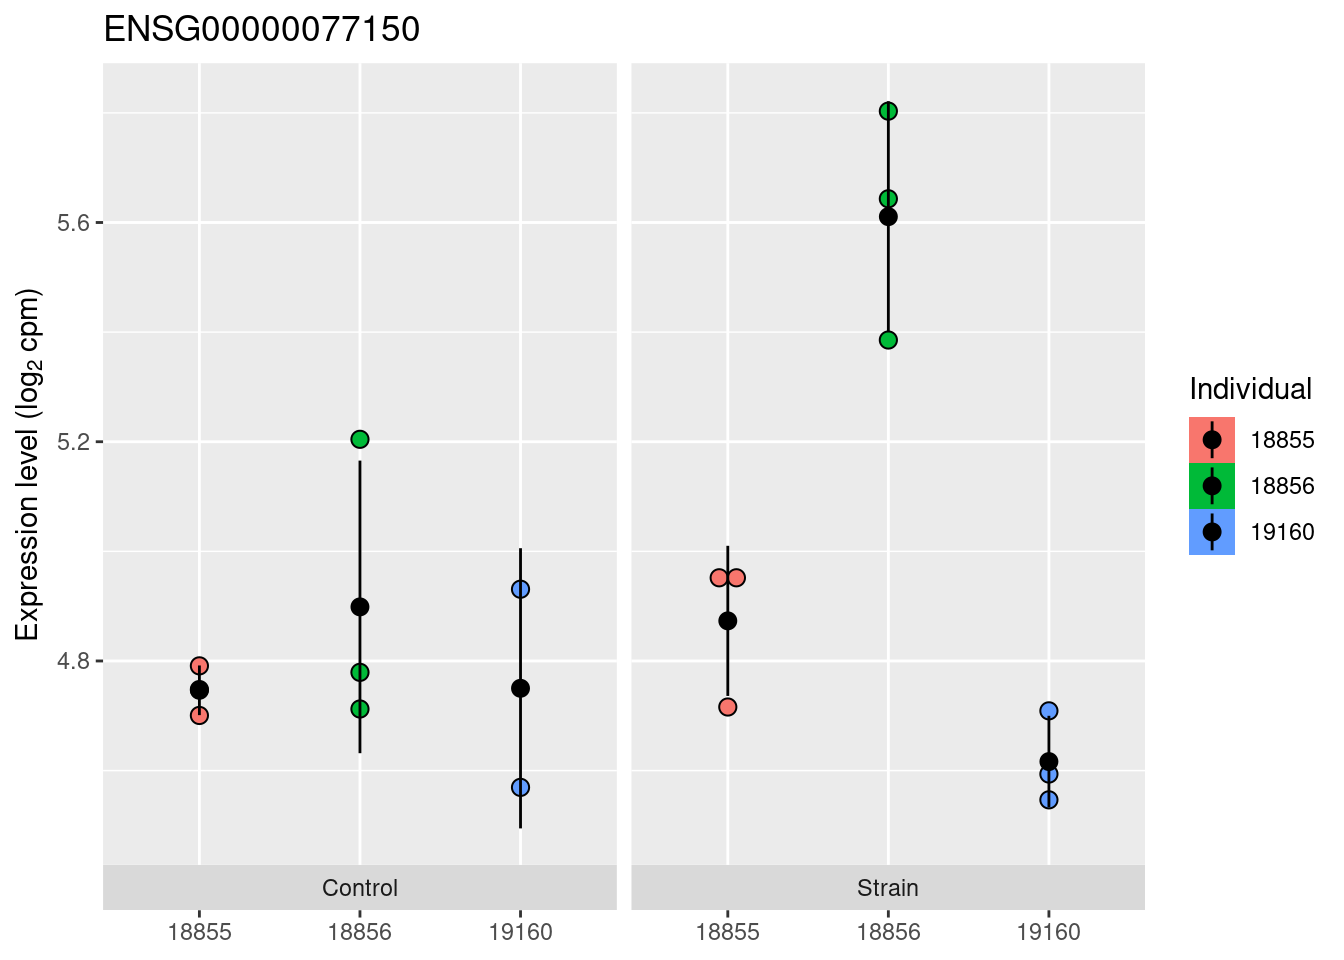 ENSG00000077150
Expression level (log₂ cpm)
5.6
5.2
4.8
Control
Strain
18855
18856
19160
18855
18856
19160
Individual
18855
18856
19160